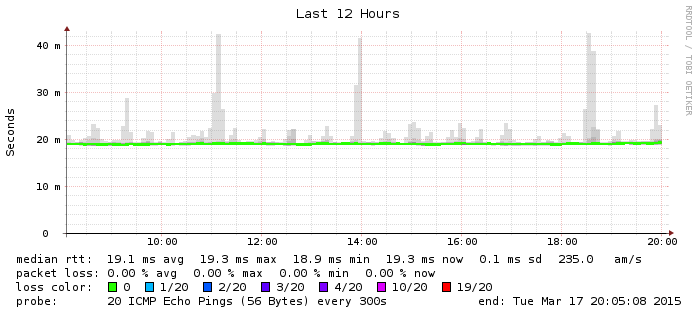 Last 12 Hours
RRDTOOL / TOBI OETIKER
Seconds
40 m
30 m
20 m
10 m
0
10:00 12:00 14:00 16:00 18:00 20:00
median rtt: 19.1 ms avg 19.3 ms max 18.9 ms min 19.3 ms now 0.1 ms sd 235.0 am/s
packet loss: 0.00 % avg 0.00 % max 0.00 % min 0.00 % now
loss color: 0 1/20 2/20 3/20 4/20 10/20 19/20
probe: 20 ICMP Echo Pings (56 Bytes) every 300s end: Tue Mar 17 20:05:08 2015